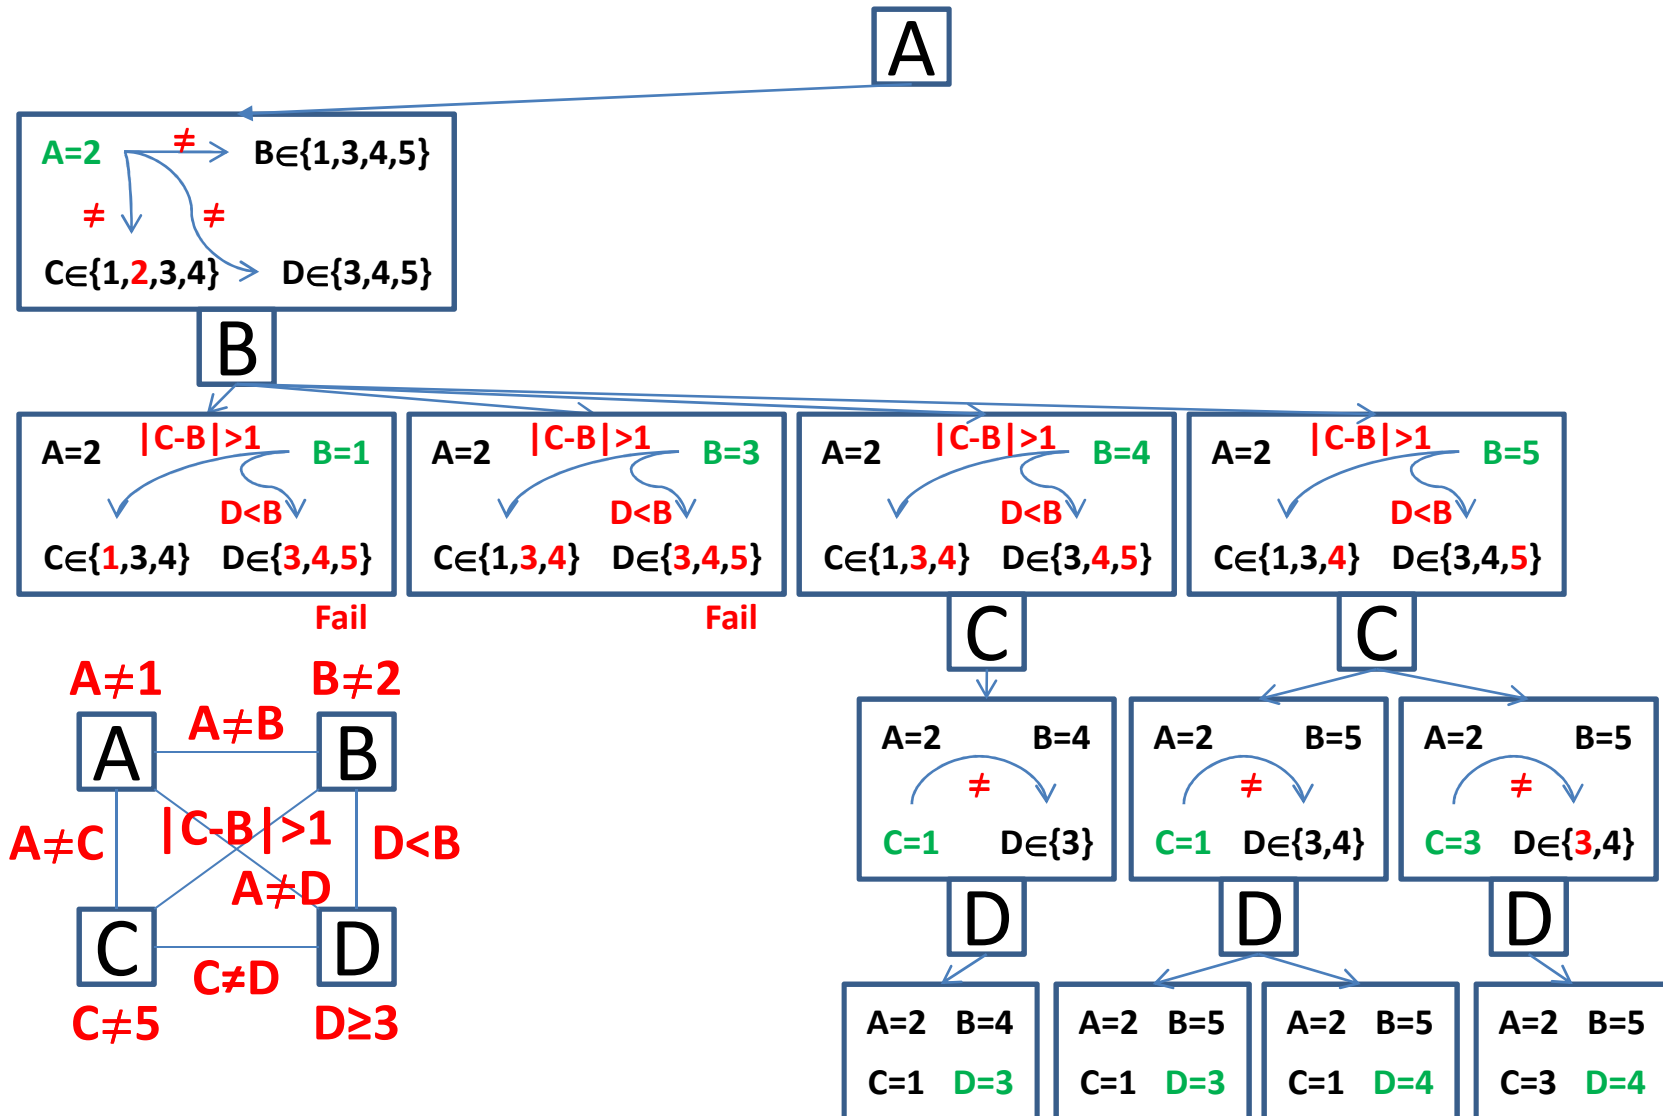 A
A=2 ≠ B∈{1,3,4,5}
≠ ≠
C∈{1,2,3,4} D∈{3,4,5}
B
A=2 |C-B|>1 B=1
D<B
C∈{1,3,4} D∈{3,4,5}
Fail
A=2 |C-B|>1 B=3
D<B
C∈{1,3,4} D∈{3,4,5}
Fail
A=2 |C-B|>1 B=4
D<B
C∈{1,3,4} D∈{3,4,5}
C
A=2 |C-B|>1 B=5
D<B
C∈{1,3,4} D∈{3,4,5}
C
A≠1 B≠2
A≠B
A B
A≠C |C-B|>1 D<B
A≠D
C D
C≠D
C≠5 D≥3
A=2 B=4
≠
C=1 D∈{3}
D
A=2 B=5
≠
C=1 D∈{3,4}
D
A=2 B=5
≠
C=3 D∈{3,4}
D
A=2 B=4
C=1 D=3
A=2 B=5
C=1 D=3
A=2 B=5
C=1 D=4
A=2 B=5
C=3 D=4